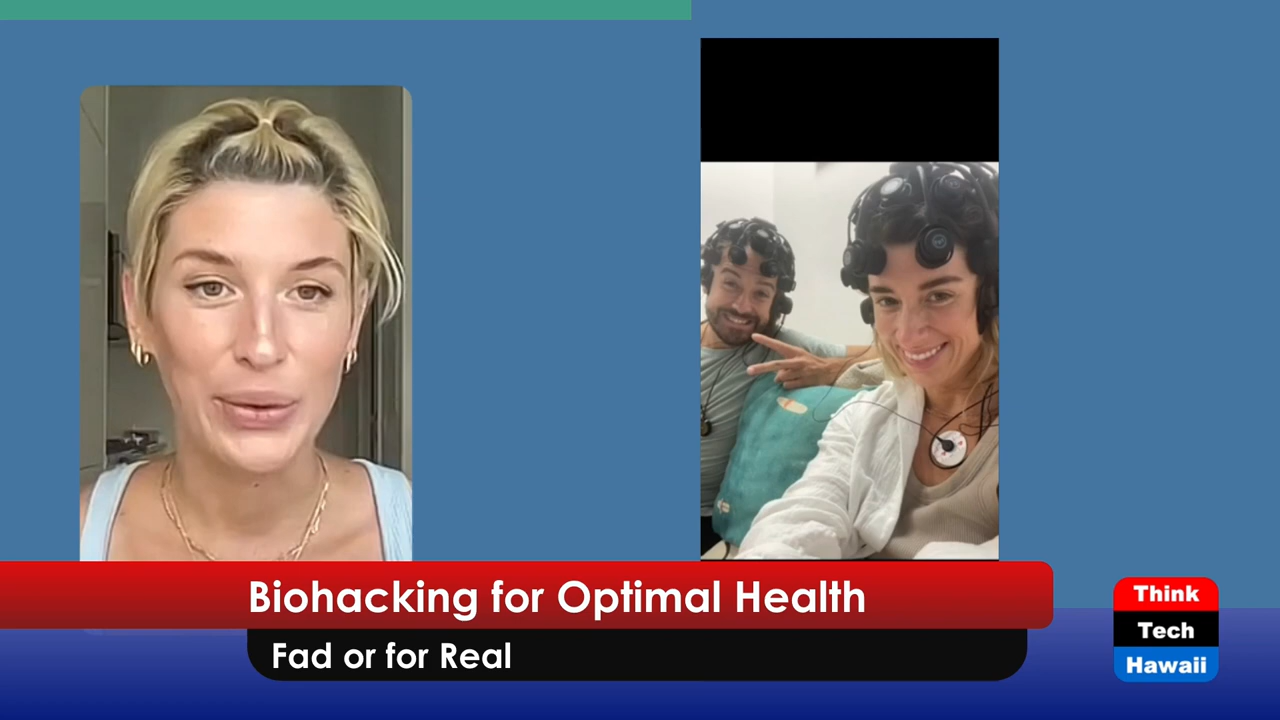 Biohacking for Optimal Health
Fad or for Real
Think
Tech
Hawaii